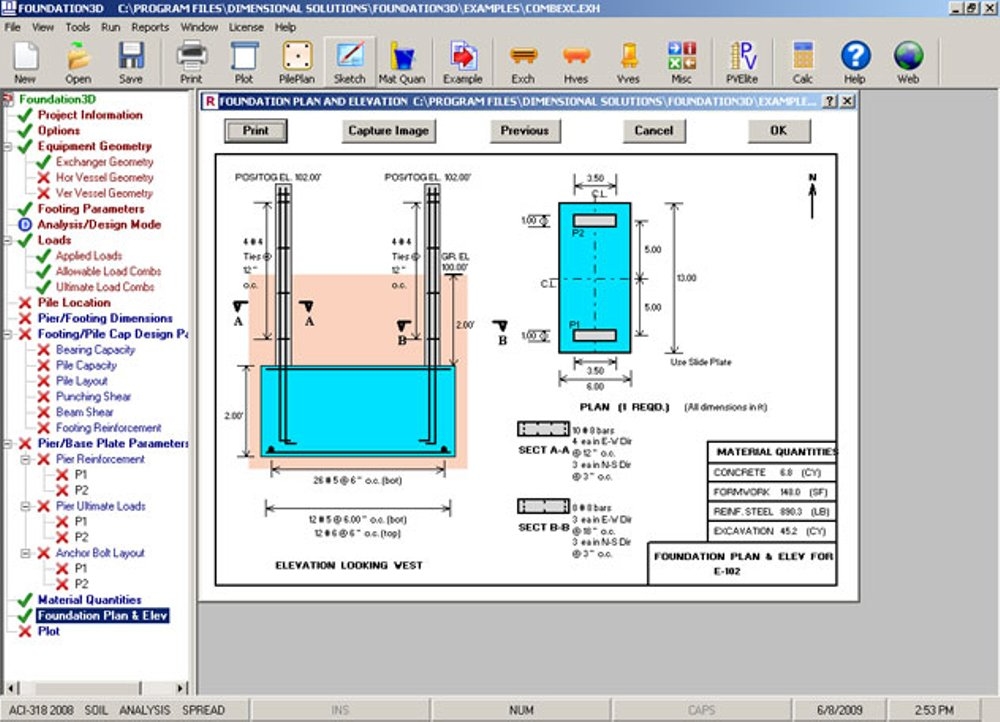 FOUNDATION3D C:\PROGRAM FILES\DIMENSIONAL SOLUTIONS\FOUNDATION3D\EXAMPLES\COMBEXC.EXH
File View Tools Run Reports Window License Help
New Open Save Print Plot PilePlan Sketch Mat Quan Example Exch Hves Vves Misc PVElite Calc Help Web
Foundation3D
Project Information
Options
Equipment Geometry
Exchanger Geometry
Hor Vessel Geometry
Ver Vessel Geometry
Footing Parameters
Analysis/Design Mode
Loads
Applied Loads
Allowable Load Combs
Ultimate Load Combs
Pile Location
Pier/Footing Dimensions
Footing/Pile Cap Design Pa
Bearing Capacity
Pile Capacity
Pile Layout
Punching Shear
Beam Shear
Footing Reinforcement
Pier/Base Plate Parameters
Pier Reinforcement
P1
P2
Pier Ultimate Loads
P1
P2
Anchor Bolt Layout
P1
P2
Material Quantities
Foundation Plan & Elev
Plot
FOUNDATION PLAN AND ELEVATION C:\PROGRAM FILES\DIMENSIONAL SOLUTIONS\FOUNDATION3D\EXAMPLE...
Print Capture Image Previous Cancel OK
POSITOG EL. 102.00' POSITOG EL. 102.00'
4 # 4
Ties @
12 "
o.c.
4 # 4
Ties @
12 "
o.c.
GR. EL
100.00'
A A
B B
2.00'
2.00'
26 # 5 @ 6 " o.c. (bot)
12 # 5 @ 6.00 " o.c. (bot)
12 # 6 @ 6 " o.c. (top)
ELEVATION LOOKING WEST
3.50
C.L
1.00
P2
5.00
13.00
C.L
5.00
P1
1.00
3.50
6.00
Use Slide Plate
N
PLAN (1 REQD.) (All dimensions in ft)
SECT A-A
10 # 8 bars
4 ea in E-W Dir
@ 12 " o.c.
3 ea in N-S Dir
@ 3 " o.c.
SECT B-B
8 # 8 bars
3 ea in E-W Dir
@ 18 " o.c.
3 ea in N-S Dir
@ 3 " o.c.
MATERIAL QUANTITIES
CONCRETE 6.8 (CY)
FORMWORK 148.0 (SF)
REINF. STEEL 890.3 (LB)
EXCAVATION 45.2 (CY)
FOUNDATION PLAN & ELEV FOR
E-102
ACI-318 2008 SOIL ANALYSIS SPREAD INS NUM CAPS 6/8/2009 2:53 PM